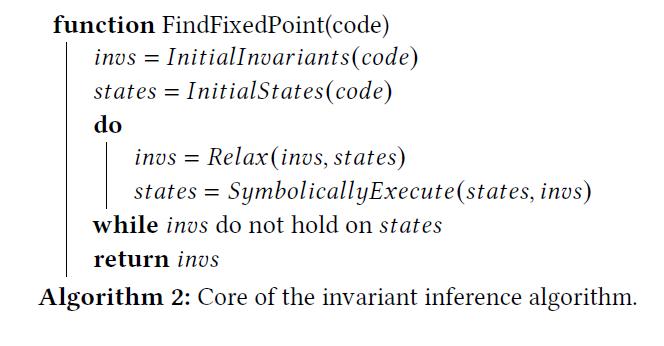 function FindFixedPoint(code)
invs = InitialInvariants(code)
states = InitialStates(code)
do
invs = Relax(invs, states)
states = SymbolicallyExecute(states, invs)
while invs do not hold on states
return invs
Algorithm 2: Core of the invariant inference algorithm.